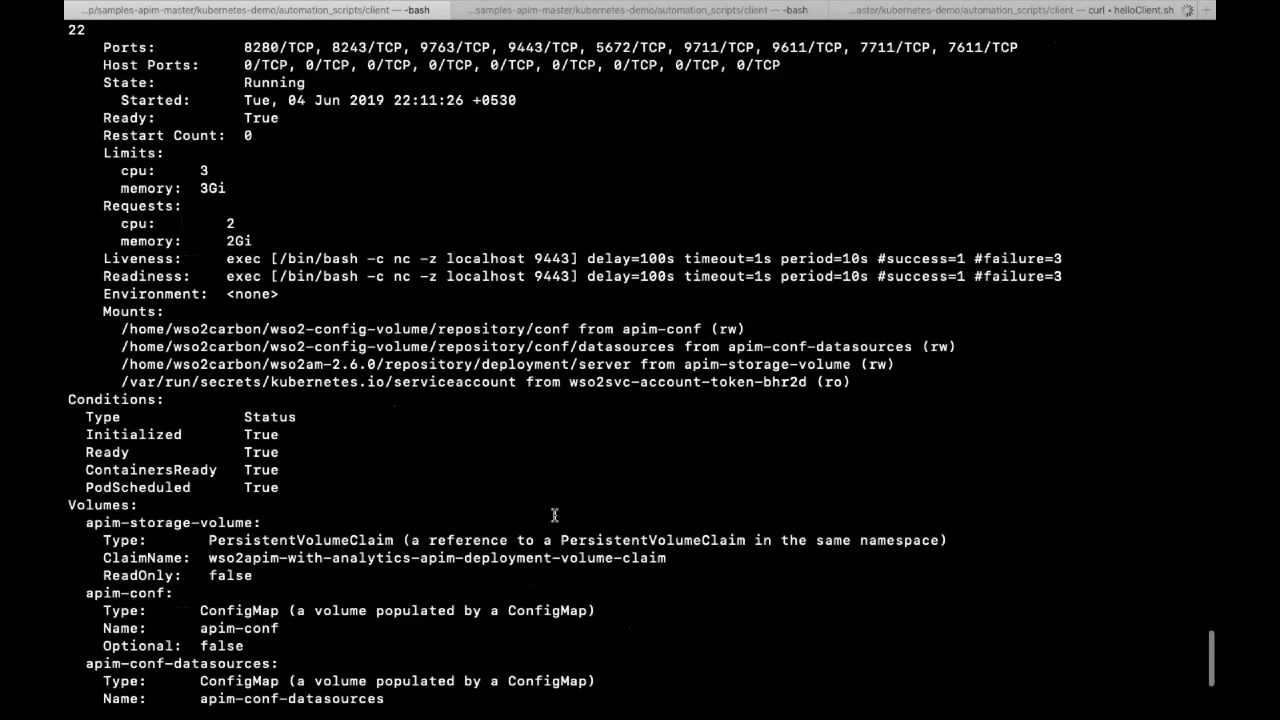 ...p/samples-apim-master/kubernetes-demo/automation_scripts/client — -bash
...samples-apim-master/kubernetes-demo/automation_scripts/client — -bash
...aster/kubernetes-demo/automation_scripts/client — curl • helloClient.sh
22
Ports: 8280/TCP, 8243/TCP, 9763/TCP, 9443/TCP, 5672/TCP, 9711/TCP, 9611/TCP, 7711/TCP, 7611/TCP
Host Ports: 0/TCP, 0/TCP, 0/TCP, 0/TCP, 0/TCP, 0/TCP, 0/TCP, 0/TCP, 0/TCP
State: Running
Started: Tue, 04 Jun 2019 22:11:26 +0530
Ready: True
Restart Count: 0
Limits:
cpu: 3
memory: 3Gi
Requests:
cpu: 2
memory: 2Gi
Liveness: exec [/bin/bash -c nc -z localhost 9443] delay=100s timeout=1s period=10s #success=1 #failure=3
Readiness: exec [/bin/bash -c nc -z localhost 9443] delay=100s timeout=1s period=10s #success=1 #failure=3
Environment: <none>
Mounts:
/home/wso2carbon/wso2-config-volume/repository/conf from apim-conf (rw)
/home/wso2carbon/wso2-config-volume/repository/conf/datasources from apim-conf-datasources (rw)
/home/wso2carbon/wso2am-2.6.0/repository/deployment/server from apim-storage-volume (rw)
/var/run/secrets/kubernetes.io/serviceaccount from wso2svc-account-token-bhr2d (ro)
Conditions:
Type Status
Initialized True
Ready True
ContainersReady True
PodScheduled True
Volumes:
apim-storage-volume:
Type: PersistentVolumeClaim (a reference to a PersistentVolumeClaim in the same namespace)
ClaimName: wso2apim-with-analytics-apim-deployment-volume-claim
ReadOnly: false
apim-conf:
Type: ConfigMap (a volume populated by a ConfigMap)
Name: apim-conf
Optional: false
apim-conf-datasources:
Type: ConfigMap (a volume populated by a ConfigMap)
Name: apim-conf-datasources